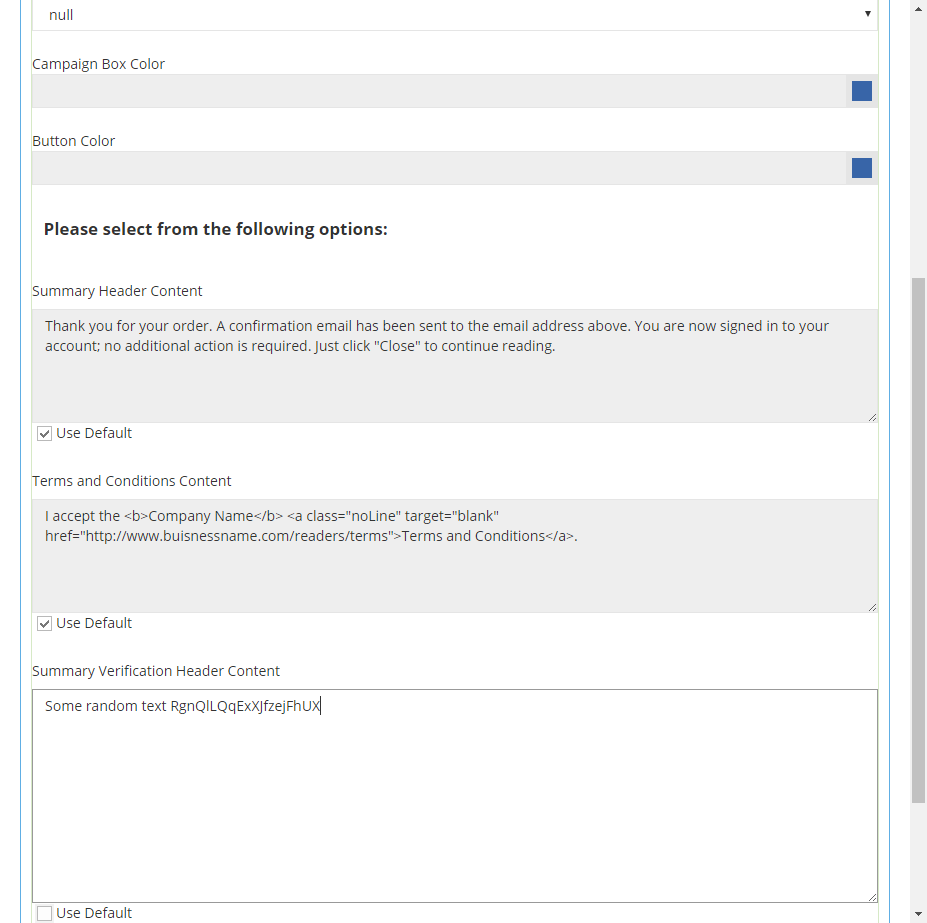 null
Campaign Box Color
Button Color
Please select from the following options:
Summary Header Content
Thank you for your order. A confirmation email has been sent to the email address above. You are now signed in to your
account; no additional action is required. Just click "Close" to continue reading.
Use Default
Terms and Conditions Content
I accept the <b>Company Name</b> <a class="noLine" target="blank"
href="http://www.buisnessname.com/readers/terms">Terms and Conditions</a>.
Use Default
Summary Verification Header Content
Some random text RgnQlLQqExXJfzejFhUX
Use Default